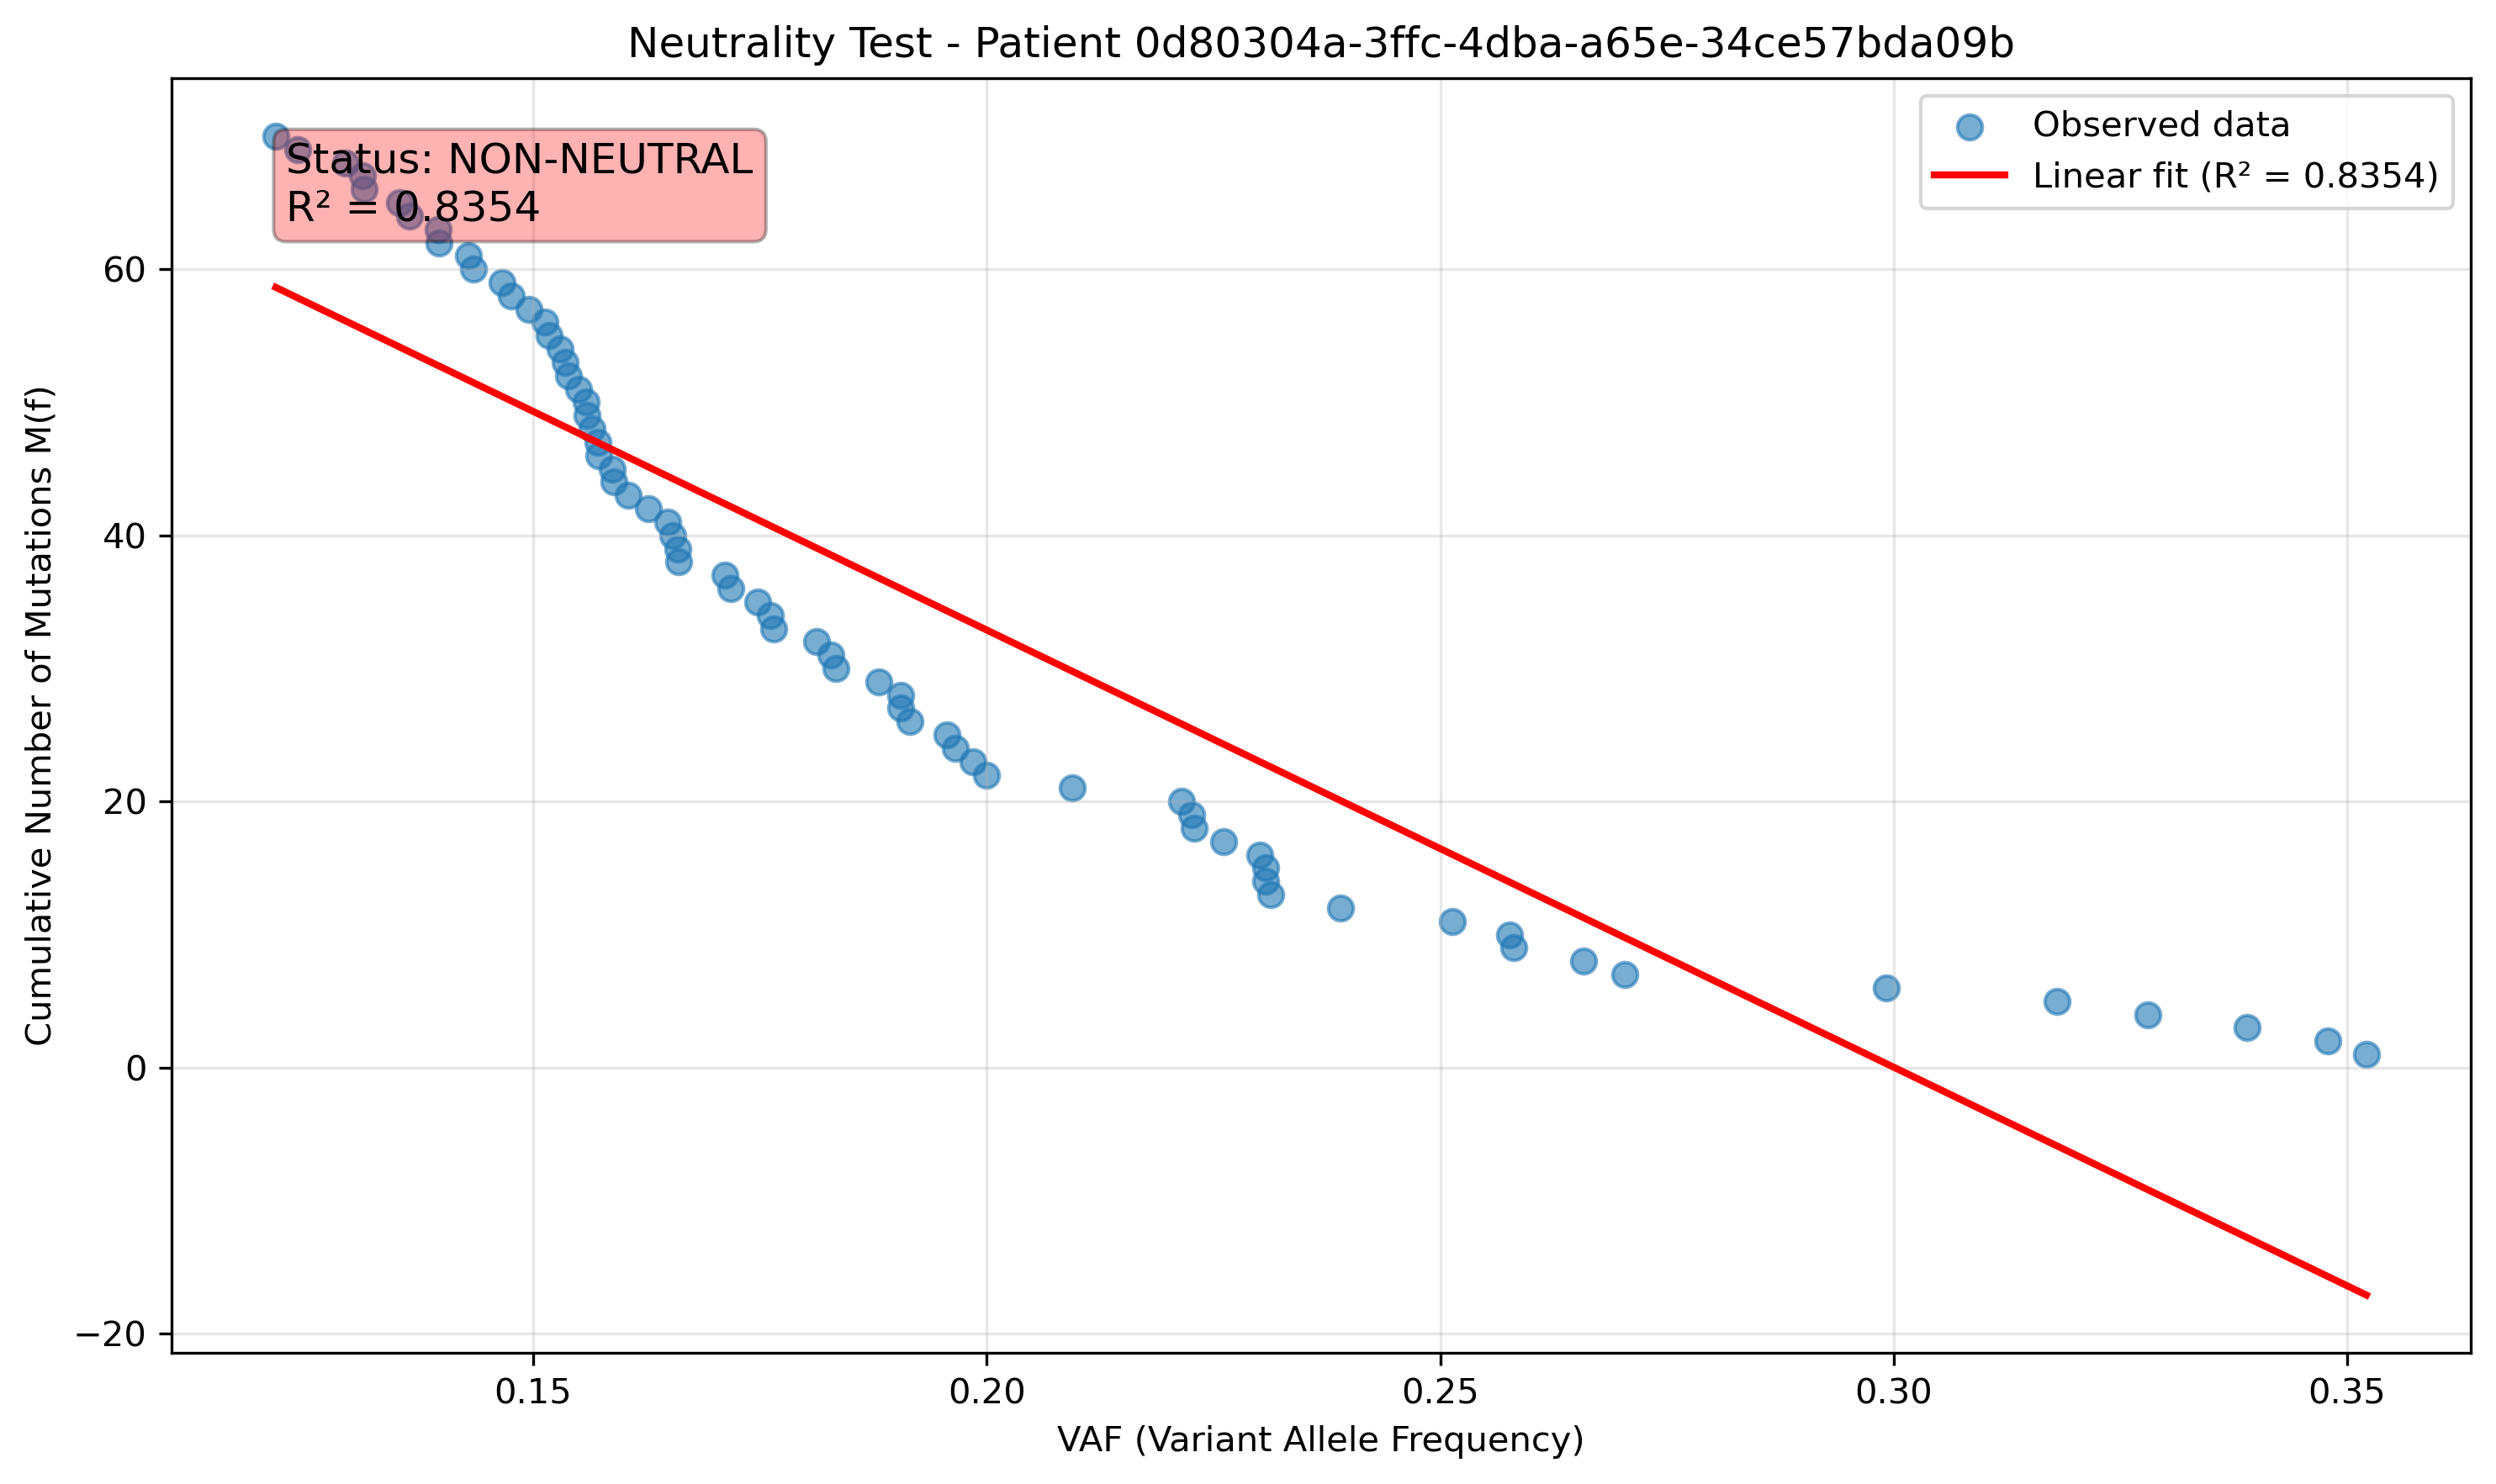 Neutrality Test - Patient 0d80304a-3ffc-4dba-a65e-34ce57bda09b
Status: NON-NEUTRAL
R² = 0.8354
Observed data
Linear fit (R² = 0.8354)
Cumulative Number of Mutations M(f)
60
40
20
0
−20
0.15
0.20
0.25
0.30
0.35
VAF (Variant Allele Frequency)